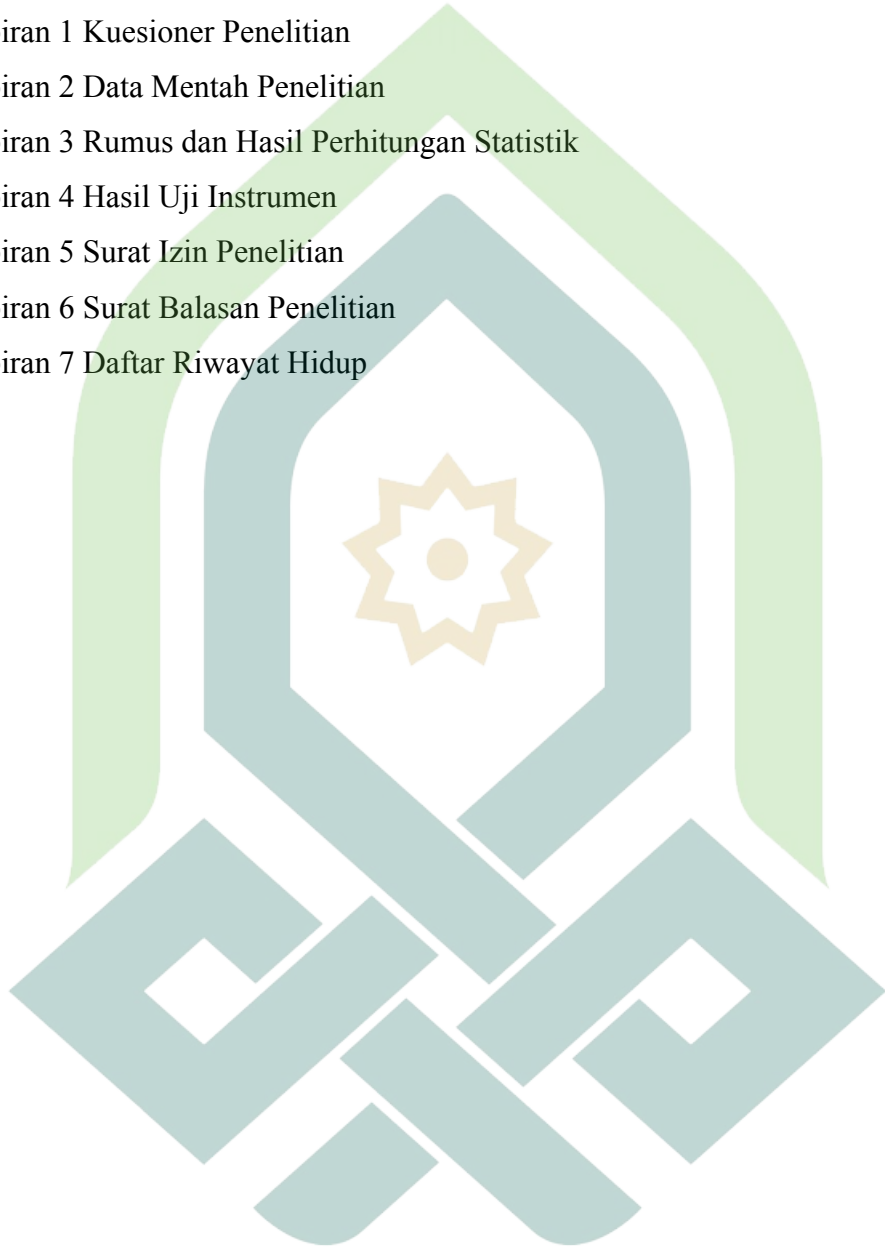 iran 1 Kuesioner Penelitian
iran 2 Data Mentah Penelitian
iran 3 Rumus dan Hasil Perhitungan Statistik
iran 4 Hasil Uji Instrumen
iran 5 Surat Izin Penelitian
iran 6 Surat Balasan Penelitian
iran 7 Daftar Riwayat Hidup